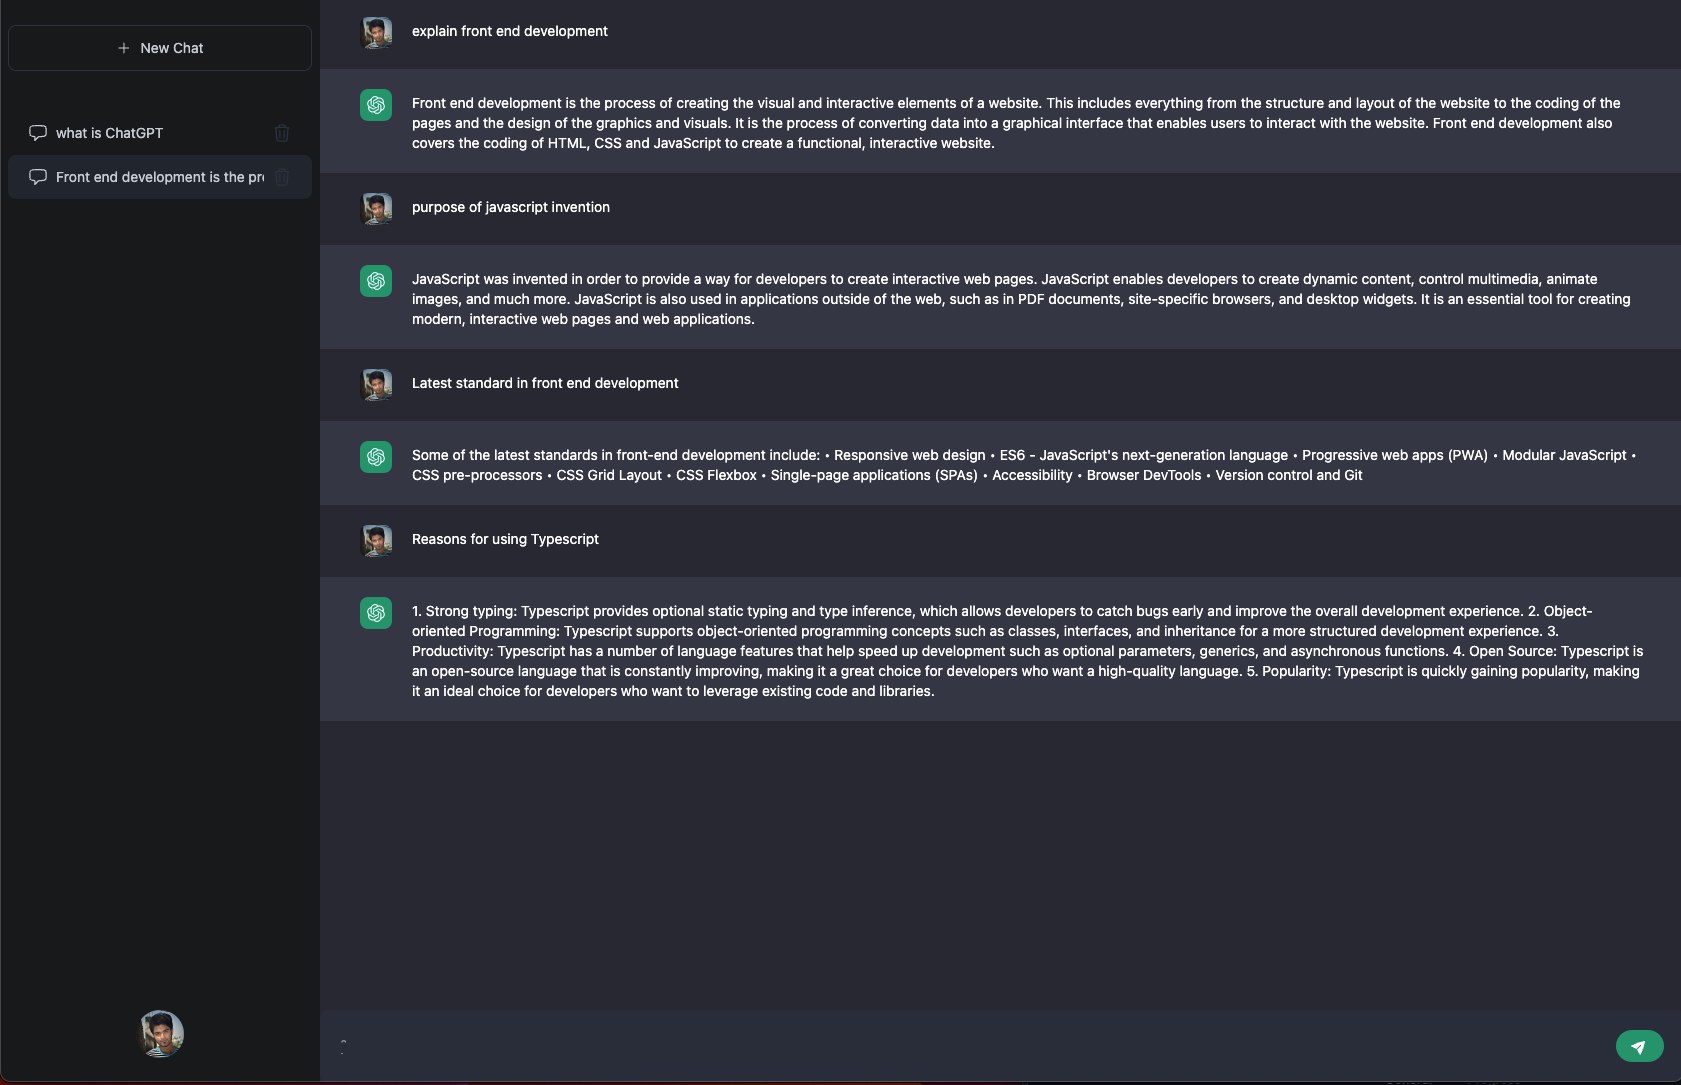 New Chat
what is ChatGPT
Front end development is the pr
explain front end development
Front end development is the process of creating the visual and interactive elements of a website. This includes everything from the structure and layout of the website to the coding of the
pages and the design of the graphics and visuals. It is the process of converting data into a graphical interface that enables users to interact with the website. Front end development also
covers the coding of HTML, CSS and JavaScript to create a functional, interactive website.
purpose of javascript invention
JavaScript was invented in order to provide a way for developers to create interactive web pages. JavaScript enables developers to create dynamic content, control multimedia, animate
images, and much more. JavaScript is also used in applications outside of the web, such as in PDF documents, site-specific browsers, and desktop widgets. It is an essential tool for creating
modern, interactive web pages and web applications.
Latest standard in front end development
Some of the latest standards in front-end development include: • Responsive web design • ES6 - JavaScript's next-generation language • Progressive web apps (PWA) • Modular JavaScript •
CSS pre-processors • CSS Grid Layout • CSS Flexbox • Single-page applications (SPAs) • Accessibility • Browser DevTools • Version control and Git
Reasons for using Typescript
1. Strong typing: Typescript provides optional static typing and type inference, which allows developers to catch bugs early and improve the overall development experience. 2. Object-
oriented Programming: Typescript supports object-oriented programming concepts such as classes, interfaces, and inheritance for a more structured development experience. 3.
Productivity: Typescript has a number of language features that help speed up development such as optional parameters, generics, and asynchronous functions. 4. Open Source: Typescript is
an open-source language that is constantly improving, making it a great choice for developers who want a high-quality language. 5. Popularity: Typescript is quickly gaining popularity, making
it an ideal choice for developers who want to leverage existing code and libraries.